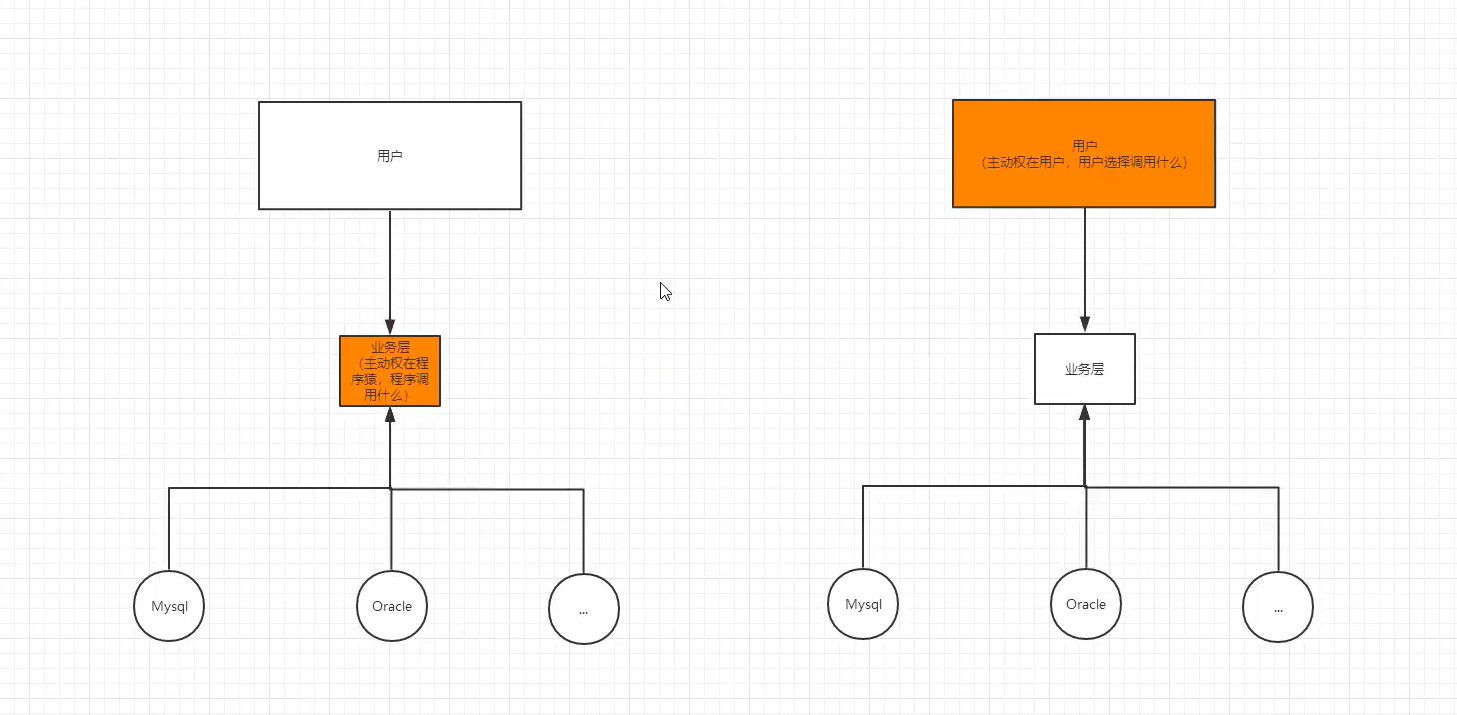 用户
用户
（主动权在用户，用户选择调用什么）
业务层
（主动权在程
序猿，程序调
用什么）
业务层
Mysql
Oracle
...
Mysql
Oracle
...